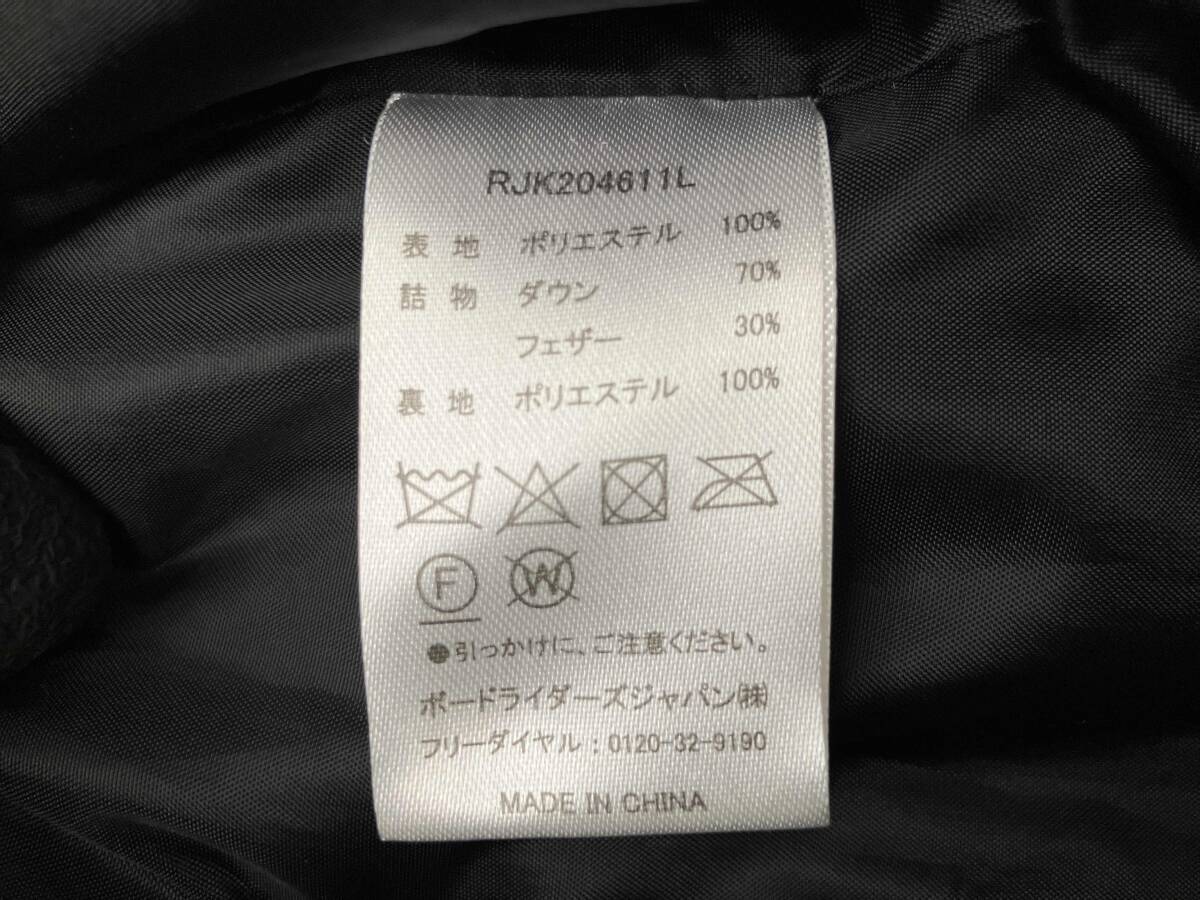 RJK204611L
表地 ポリエステル 100%
詰物 ダウン 70%
フェザー 30%
裏地 ポリエステル 100%
F W
●引っかけに、ご注意ください。
ボードライダーズジャパン㈱
フリーダイヤル：0120-32-9190
MADE IN CHINA